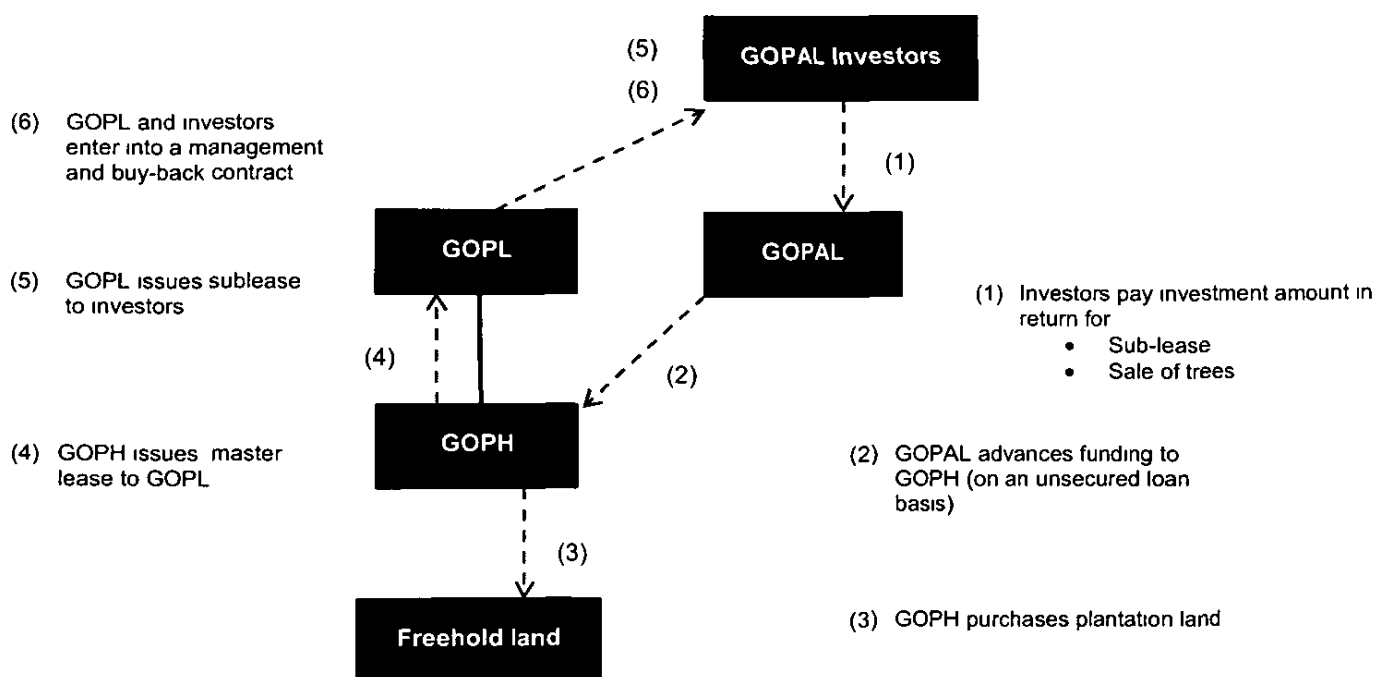 (5)
GOPAL Investors
(6)
(6) GOPL and investors
enter into a management
and buy-back contract
(1)
GOPL
GOPAL
(5) GOPL issues sublease
to investors
(1) Investors pay investment amount in
return for
• Sub-lease
• Sale of trees
(4)
(2)
GOPH
(4) GOPH issues master
lease to GOPL
(2) GOPAL advances funding to
GOPH (on an unsecured loan
basis)
(3)
Freehold land
(3) GOPH purchases plantation land